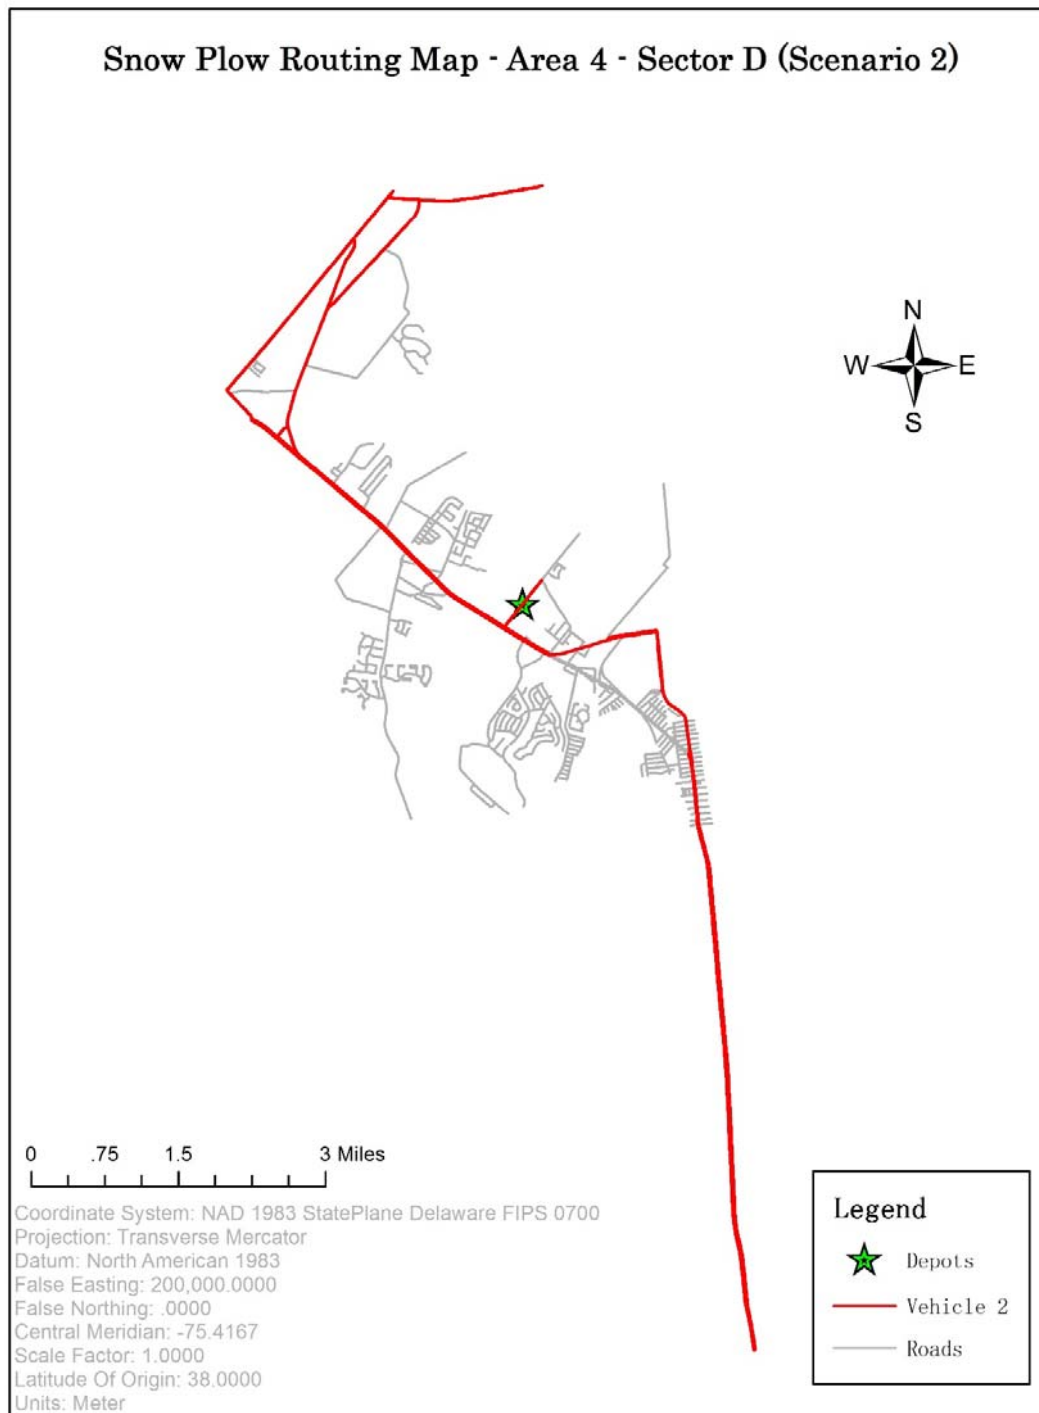 Snow Plow Routing Map - Area 4 - Sector D (Scenario 2)
N
W E
S
0 .75 1.5 3 Miles
Coordinate System: NAD 1983 StatePlane Delaware FIPS 0700
Projection: Transverse Mercator
Datum: North American 1983
False Easting: 200,000.0000
False Northing: .0000
Central Meridian: -75.4167
Scale Factor: 1.0000
Latitude Of Origin: 38.0000
Units: Meter
Legend
Depots
Vehicle 2
Roads